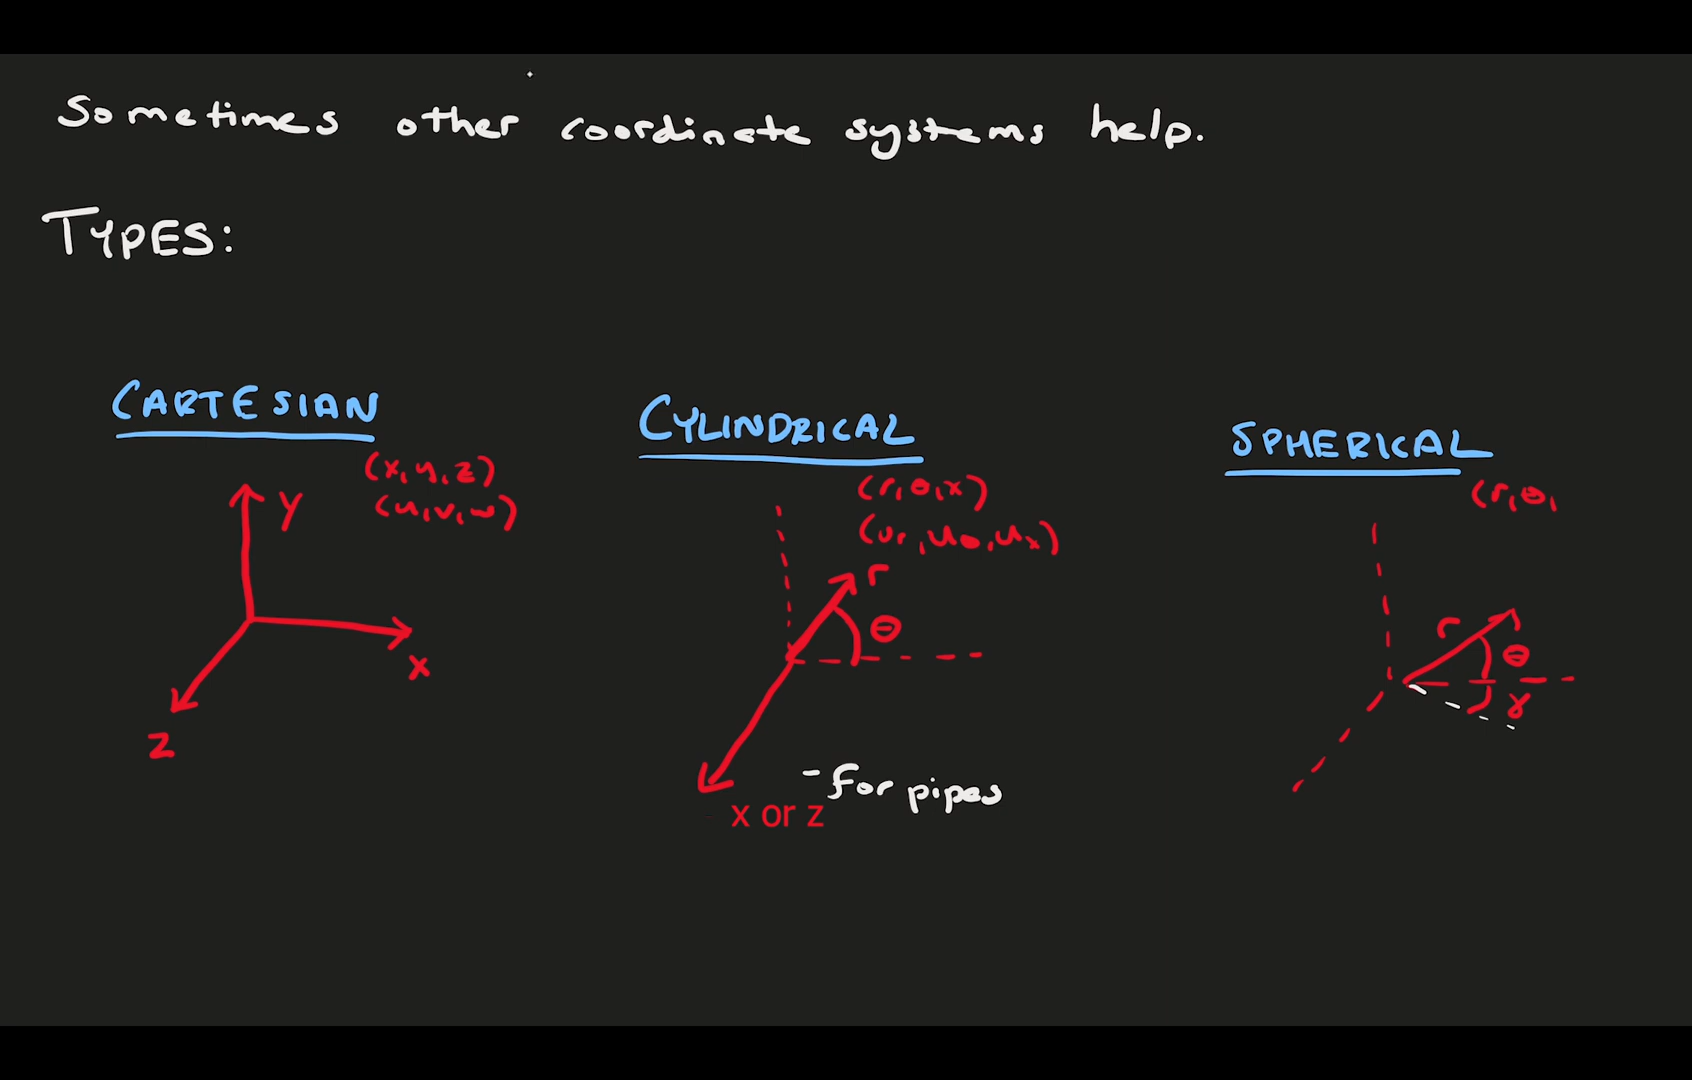 Sometimes other coordinate systems help.
TYPES:
CARTESIAN
(x,y,z)
(u,v,w)
y
x
z
CYLINDRICAL
(r,θ,x)
(ur,uθ,ux)
r
θ
x or z
- for pipes
SPHERICAL
(r,θ,
r
θ
γ